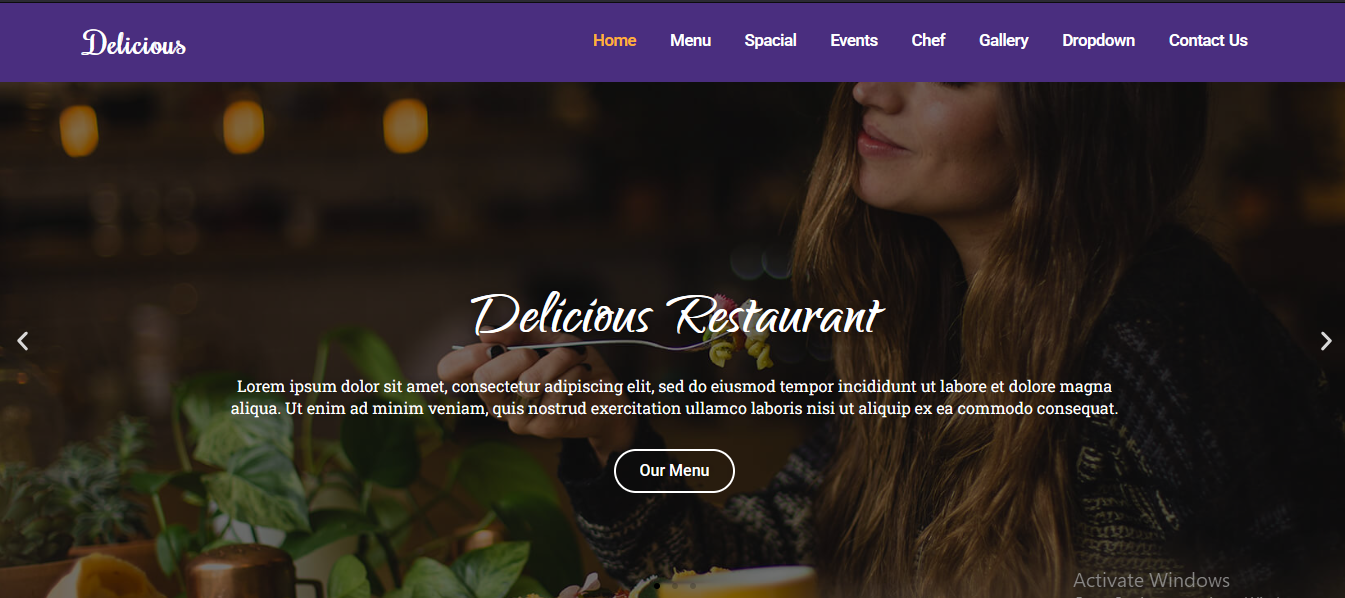 Delicious
Home Menu Spacial Events Chef Gallery Dropdown Contact Us
Delicious Restaurant
Lorem ipsum dolor sit amet, consectetur adipiscing elit, sed do eiusmod tempor incididunt ut labore et dolore magna
aliqua. Ut enim ad minim veniam, quis nostrud exercitation ullamco laboris nisi ut aliquip ex ea commodo consequat.
Our Menu
Activate Windows